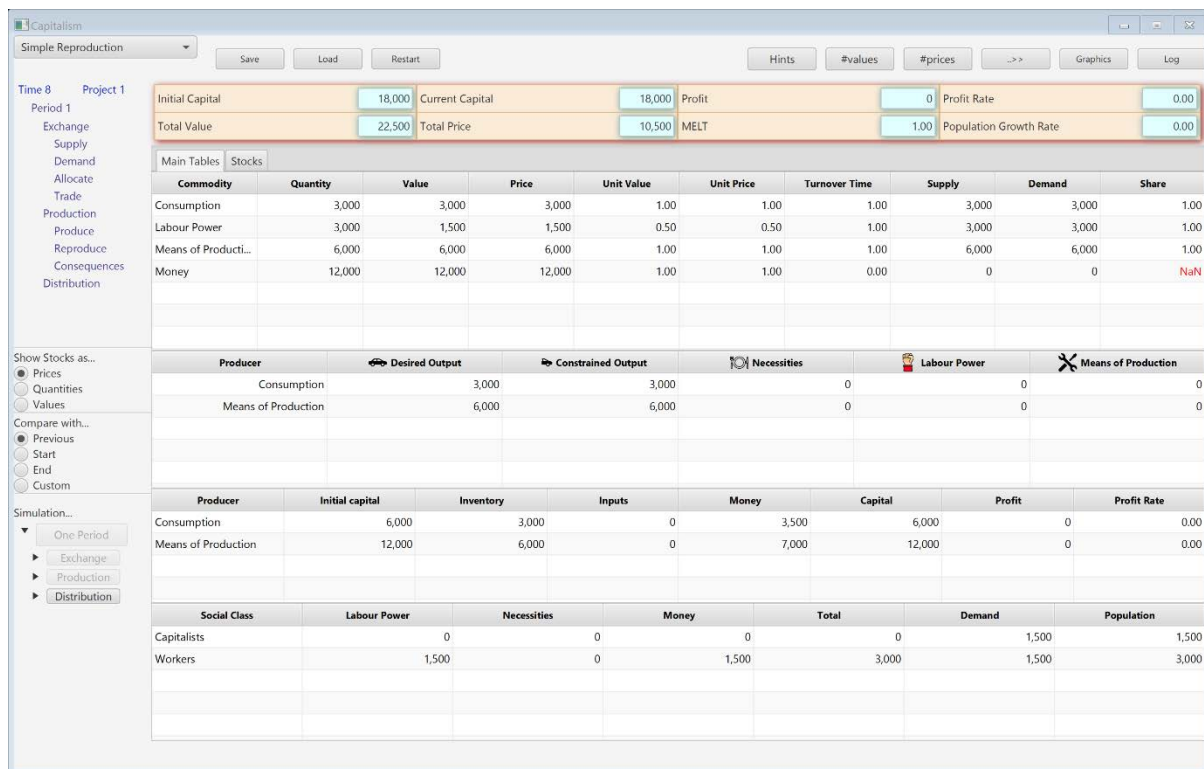 Capitalism
Simple Reproduction
Save Load Restart Hints #values #prices ..>> Graphics Log
Time 8 Project 1
Period 1
Exchange
Supply
Demand
Allocate
Trade
Production
Produce
Reproduce
Consequences
Distribution
Initial Capital 18,000 Current Capital 18,000 Profit 0 Profit Rate 0.00
Total Value 22,500 Total Price 10,500 MELT 1.00 Population Growth Rate 0.00
Main Tables Stocks
Commodity Quantity Value Price Unit Value Unit Price Turnover Time Supply Demand Share
Consumption 3,000 3,000 3,000 1.00 1.00 1.00 3,000 3,000 1.00
Labour Power 3,000 1,500 1,500 0.50 0.50 1.00 3,000 3,000 1.00
Means of Producti... 6,000 6,000 6,000 1.00 1.00 1.00 6,000 6,000 1.00
Money 12,000 12,000 12,000 1.00 1.00 0.00 0 0 NaN
Show Stocks as...
Prices
Quantities
Values
Compare with...
Previous
Start
End
Custom
Simulation...
One Period
Exchange
Production
Distribution
Producer Desired Output Constrained Output Necessities Labour Power Means of Production
Consumption 3,000 3,000 0 0 0
Means of Production 6,000 6,000 0 0 0
Producer Initial capital Inventory Inputs Money Capital Profit Profit Rate
Consumption 6,000 3,000 0 3,500 6,000 0 0.00
Means of Production 12,000 6,000 0 7,000 12,000 0 0.00
Social Class Labour Power Necessities Money Total Demand Population
Capitalists 0 0 0 0 1,500 1,500
Workers 1,500 0 1,500 3,000 1,500 3,000